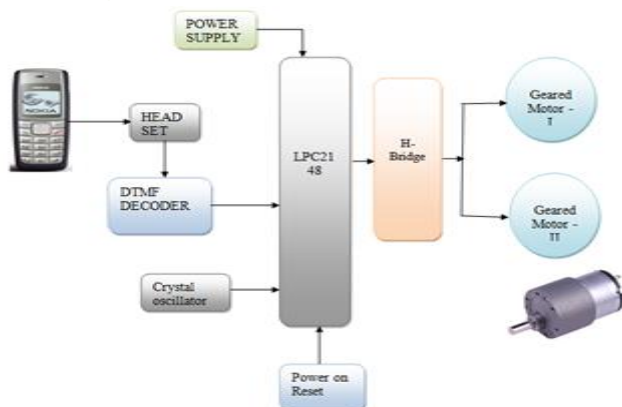 POWER
SUPPLY
NOKIA
HEAD
SET
DTMF
DECODER
Crystal
oscillator
LPC21
48
Power on
Reset
H-
Bridge
Geared
Motor -
I
Geared
Motor -
II